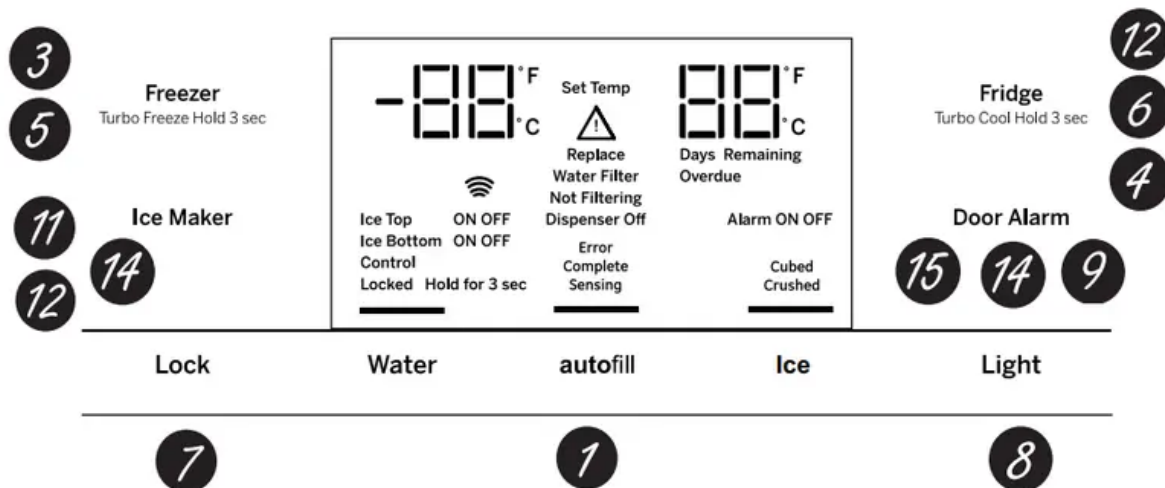 3
12
-88 °F °C
Set Temp
88 °F °C
Freezer
Turbo Freeze Hold 3 sec
Fridge
Turbo Cool Hold 3 sec
5
6
Replace
Water Filter
Not Filtering
Dispenser Off
Days Remaining
Overdue
4
Ice Maker
Ice Top ON OFF
Ice Bottom ON OFF
Control
Locked Hold for 3 sec
Alarm ON OFF
Door Alarm
11
14
12
Error
Complete
Sensing
Cubed
Crushed
15 14 9
Lock Water autofill Ice Light
7 1 8